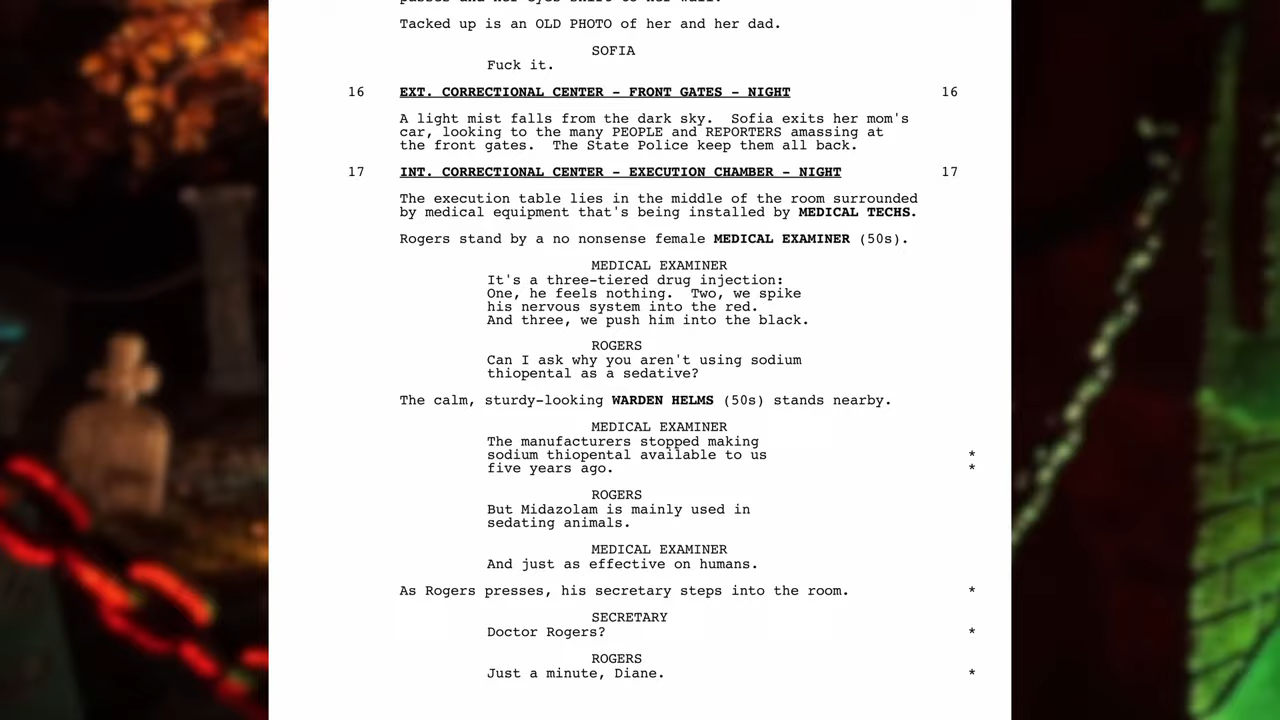 Tacked up is an OLD PHOTO of her and her dad.
SOFIA
Fuck it.
16 EXT. CORRECTIONAL CENTER - FRONT GATES - NIGHT 16
A light mist falls from the dark sky. Sofia exits her mom's
car, looking to the many PEOPLE and REPORTERS amassing at
the front gates. The State Police keep them all back.
17 INT. CORRECTIONAL CENTER - EXECUTION CHAMBER - NIGHT 17
The execution table lies in the middle of the room surrounded
by medical equipment that's being installed by MEDICAL TECHS.
Rogers stand by a no nonsense female MEDICAL EXAMINER (50s).
MEDICAL EXAMINER
It's a three-tiered drug injection:
One, he feels nothing. Two, we spike
his nervous system into the red.
And three, we push him into the black.
ROGERS
Can I ask why you aren't using sodium
thiopental as a sedative?
The calm, sturdy-looking WARDEN HELMS (50s) stands nearby.
MEDICAL EXAMINER
The manufacturers stopped making
sodium thiopental available to us *
five years ago. *
ROGERS
But Midazolam is mainly used in
sedating animals.
MEDICAL EXAMINER
And just as effective on humans.
As Rogers presses, his secretary steps into the room. *
SECRETARY
Doctor Rogers? *
ROGERS
Just a minute, Diane. *